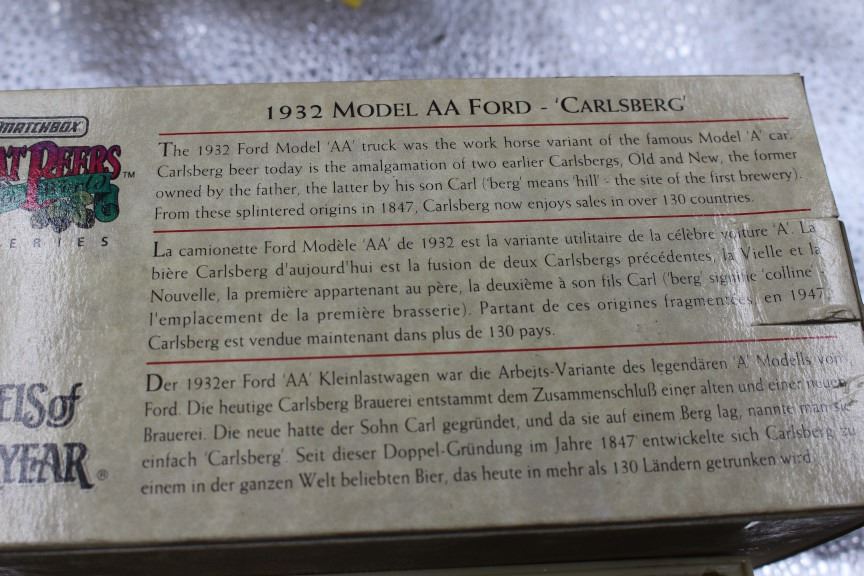 1932 MODEL AA FORD - 'CARLSBERG'
MATCHBOX
The 1932 Ford Model 'AA' truck was the work horse variant of the famous Model 'A' car.
Carlsberg beer today is the amalgamation of two earlier Carlsbergs, Old and New, the former
owned by the father, the latter by his son Carl ('berg' means 'hill' - the site of the first brewery).
From these splintered origins in 1847, Carlsberg now enjoys sales in over 130 countries.
BEERS TM
SERIES
La camionette Ford Modèle 'AA' de 1932 est la variante utilitaire de la célèbre voiture 'A'. La
bière Carlsberg d'aujourd'hui est la fusion de deux Carlsbergs précédentes, la Vielle et la
Nouvelle, la première appartenant au père, la deuxième à son fils Carl ('berg' signifie 'colline' -
l'emplacement de la première brasserie). Partant de ces origines fragmentées, en 1947,
Carlsberg est vendue maintenant dans plus de 130 pays.
Der 1932er Ford 'AA' Kleinlastwagen war die Arbejts-Variante des legendären 'A' Modells von
Ford. Die heutige Carlsberg Brauerei entstammt dem Zusammenschluß einer alten und einer neuen
Brauerei. Die neue hatte der Sohn Carl gegründet, und da sie auf einem Berg lag, nannte man sie
einfach 'Carlsberg'. Seit dieser Doppel-Gründung im Jahre 1847 entwickelte sich Carlsberg zu
einem in der ganzen Welt beliebten Bier, das heute in mehr als 130 Ländern getrunken wird.
ELS of
YEAR ®